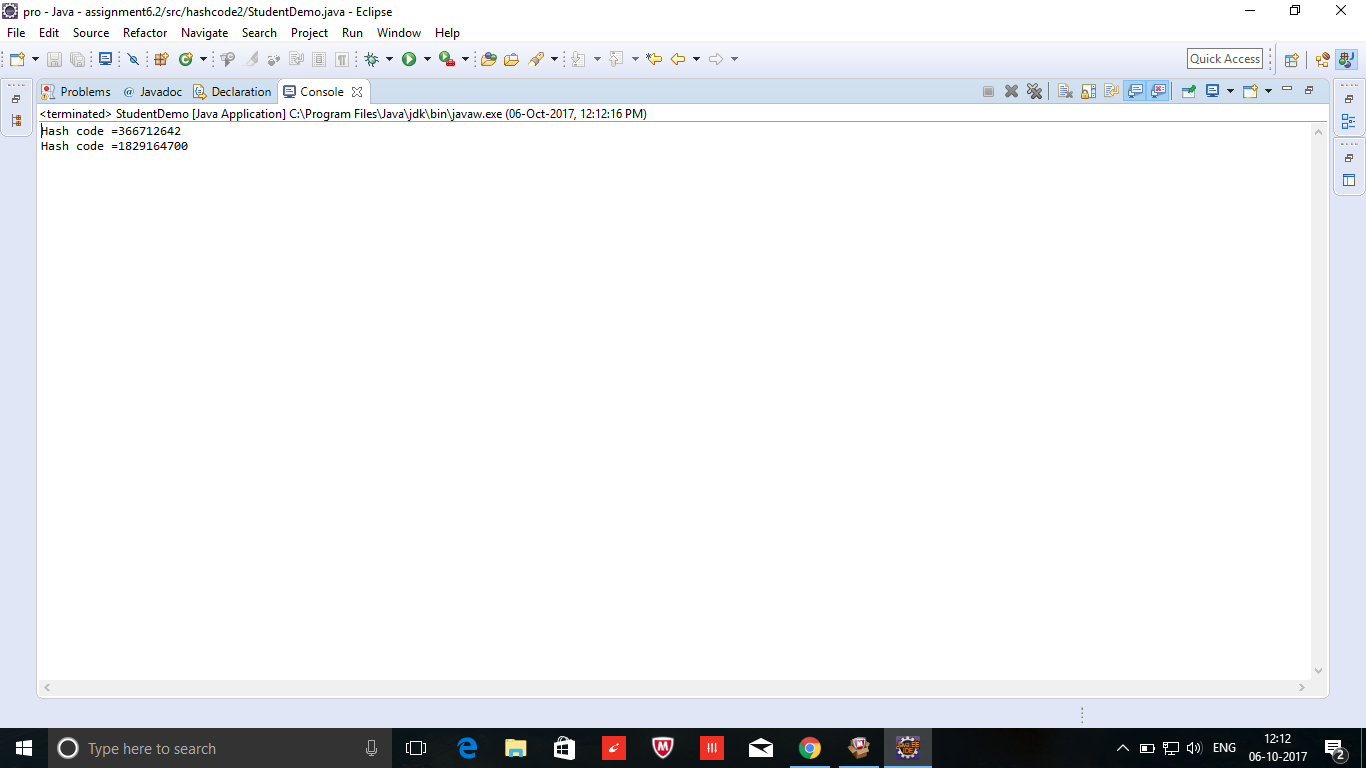 pro - Java - assignment6.2/src/hashcode2/StudentDemo.java - Eclipse
File Edit Source Refactor Navigate Search Project Run Window Help
Quick Access
Problems @ Javadoc Declaration Console
<terminated> StudentDemo [Java Application] C:\Program Files\Java\jdk\bin\javaw.exe (06-Oct-2017, 12:12:16 PM)
Hash code =366712642
Hash code =1829164700
Type here to search
ENG
12:12
06-10-2017
2